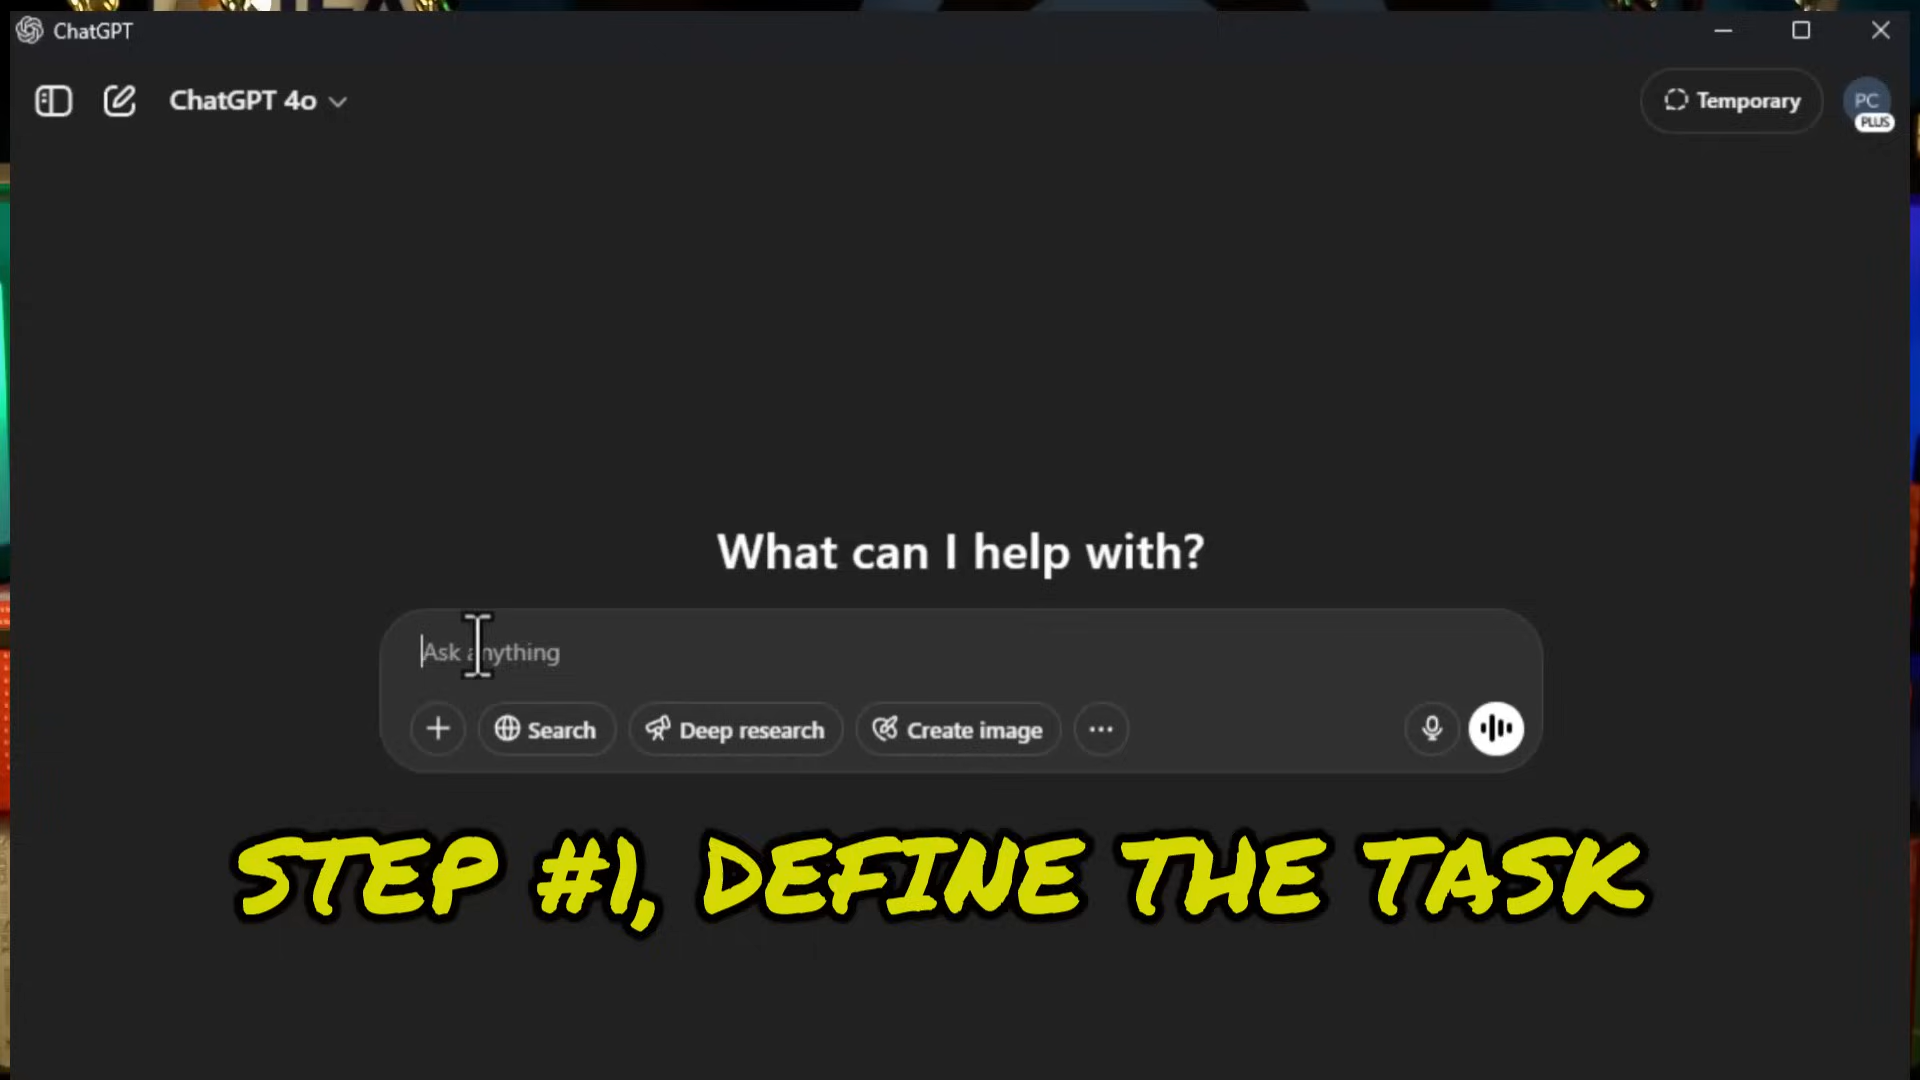 ChatGPT
ChatGPT 4o
Temporary
PC
PLUS
What can I help with?
Ask anything
Search
Deep research
Create image
STEP #1, DEFINE THE TASK